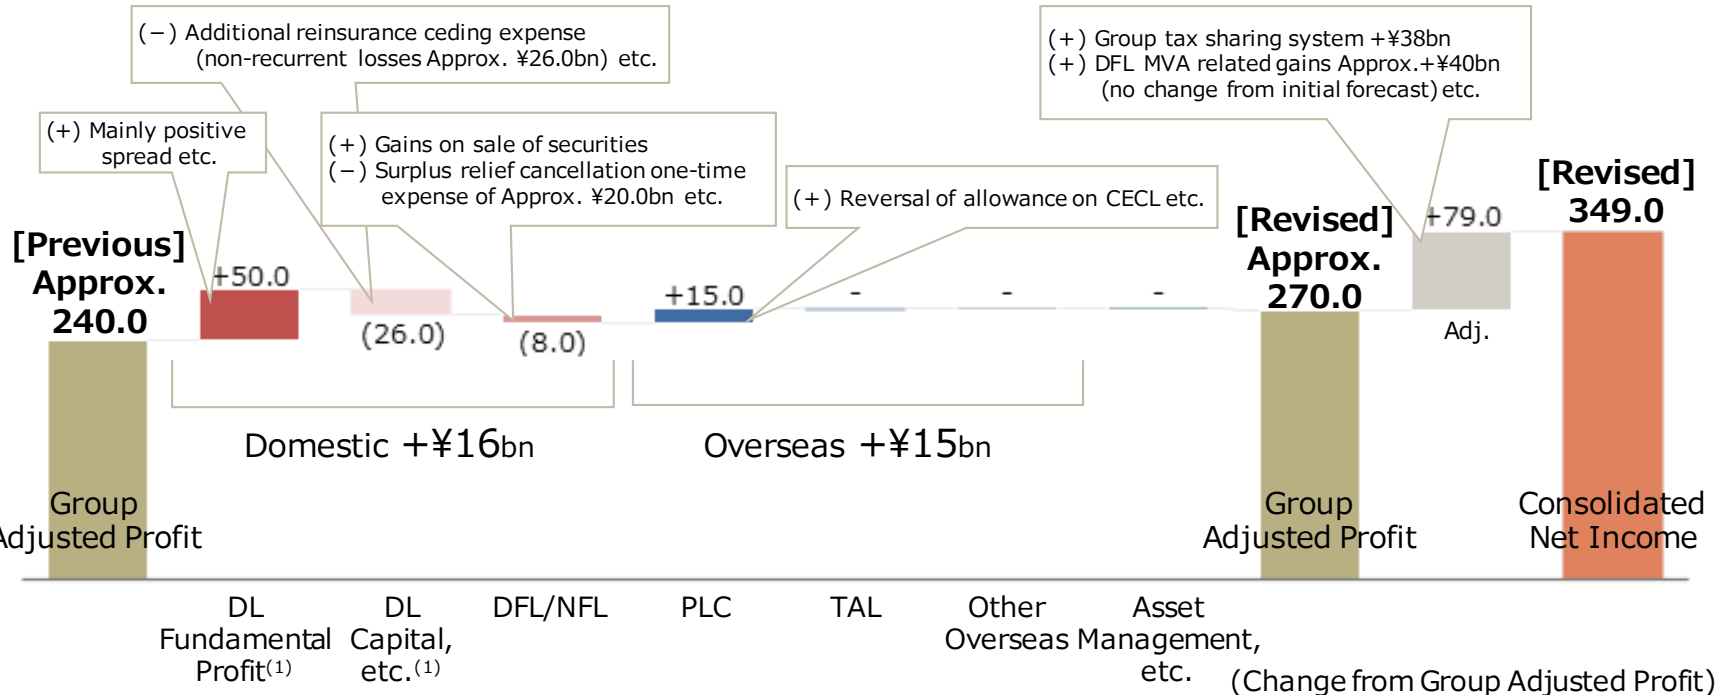 (－) Additional reinsurance ceding expense
(non-recurrent losses Approx. ¥26.0bn) etc.
(+) Group tax sharing system +¥38bn
(+) DFL MVA related gains Approx.+¥40bn
(no change from initial forecast) etc.
(+) Mainly positive
spread etc.
(+) Gains on sale of securities
(－) Surplus relief cancellation one-time
expense of Approx. ¥20.0bn etc.
(+) Reversal of allowance on CECL etc.
[Previous]
Approx.
240.0
+50.0
(26.0)
(8.0)
+15.0
-
-
-
[Revised]
Approx.
270.0
+79.0
Adj.
[Revised]
349.0
Domestic +¥16bn
Overseas +¥15bn
Group
Adjusted Profit
Group
Adjusted Profit
Consolidated
Net Income
DL
Fundamental
Profit(1)
DL
Capital,
etc.(1)
DFL/NFL
PLC
TAL
Other
Overseas
Asset
Management,
etc.
(Change from Group Adjusted Profit)